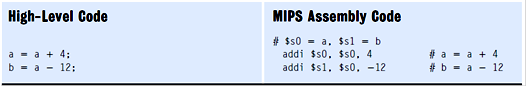 High-Level Code
a = a + 4;
b = a − 12;
MIPS Assembly Code
# $s0 = a, $s1 = b
addi $s0, $s0, 4 # a = a + 4
addi $s1, $s0, −12 # b = a − 12